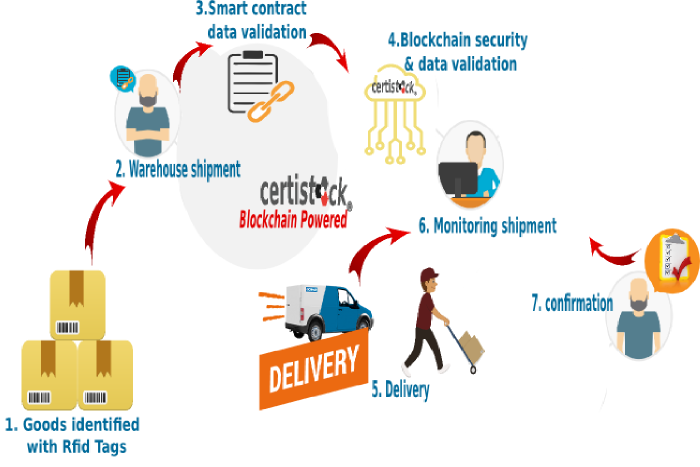 3.Smart contract
data validation
4.Blockchain security
& data validation
certistock.
2. Warehouse shipment
certistock®
Blockchain Powered
6. Monitoring shipment
7. confirmation
DELIVERY
5. Delivery
1. Goods identified
with Rfid Tags